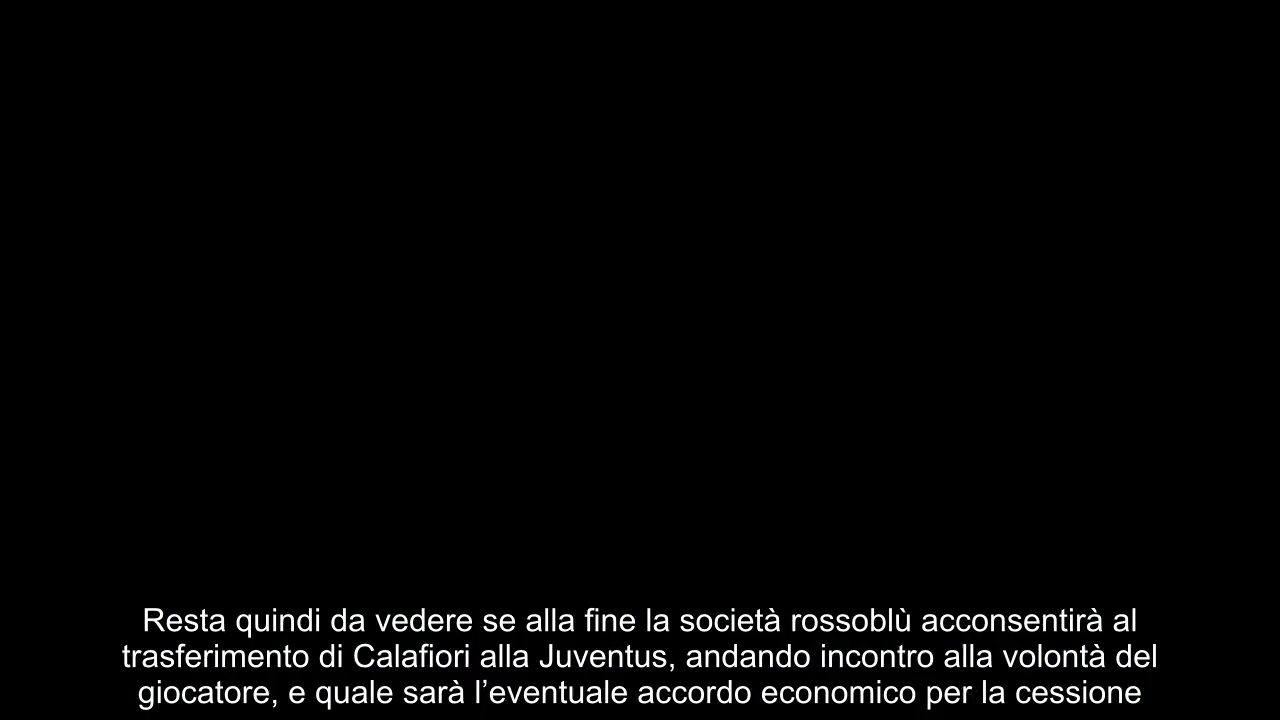 Resta quindi da vedere se alla fine la società rossoblù acconsentirà al
trasferimento di Calafiori alla Juventus, andando incontro alla volontà del
giocatore, e quale sarà l’eventuale accordo economico per la cessione